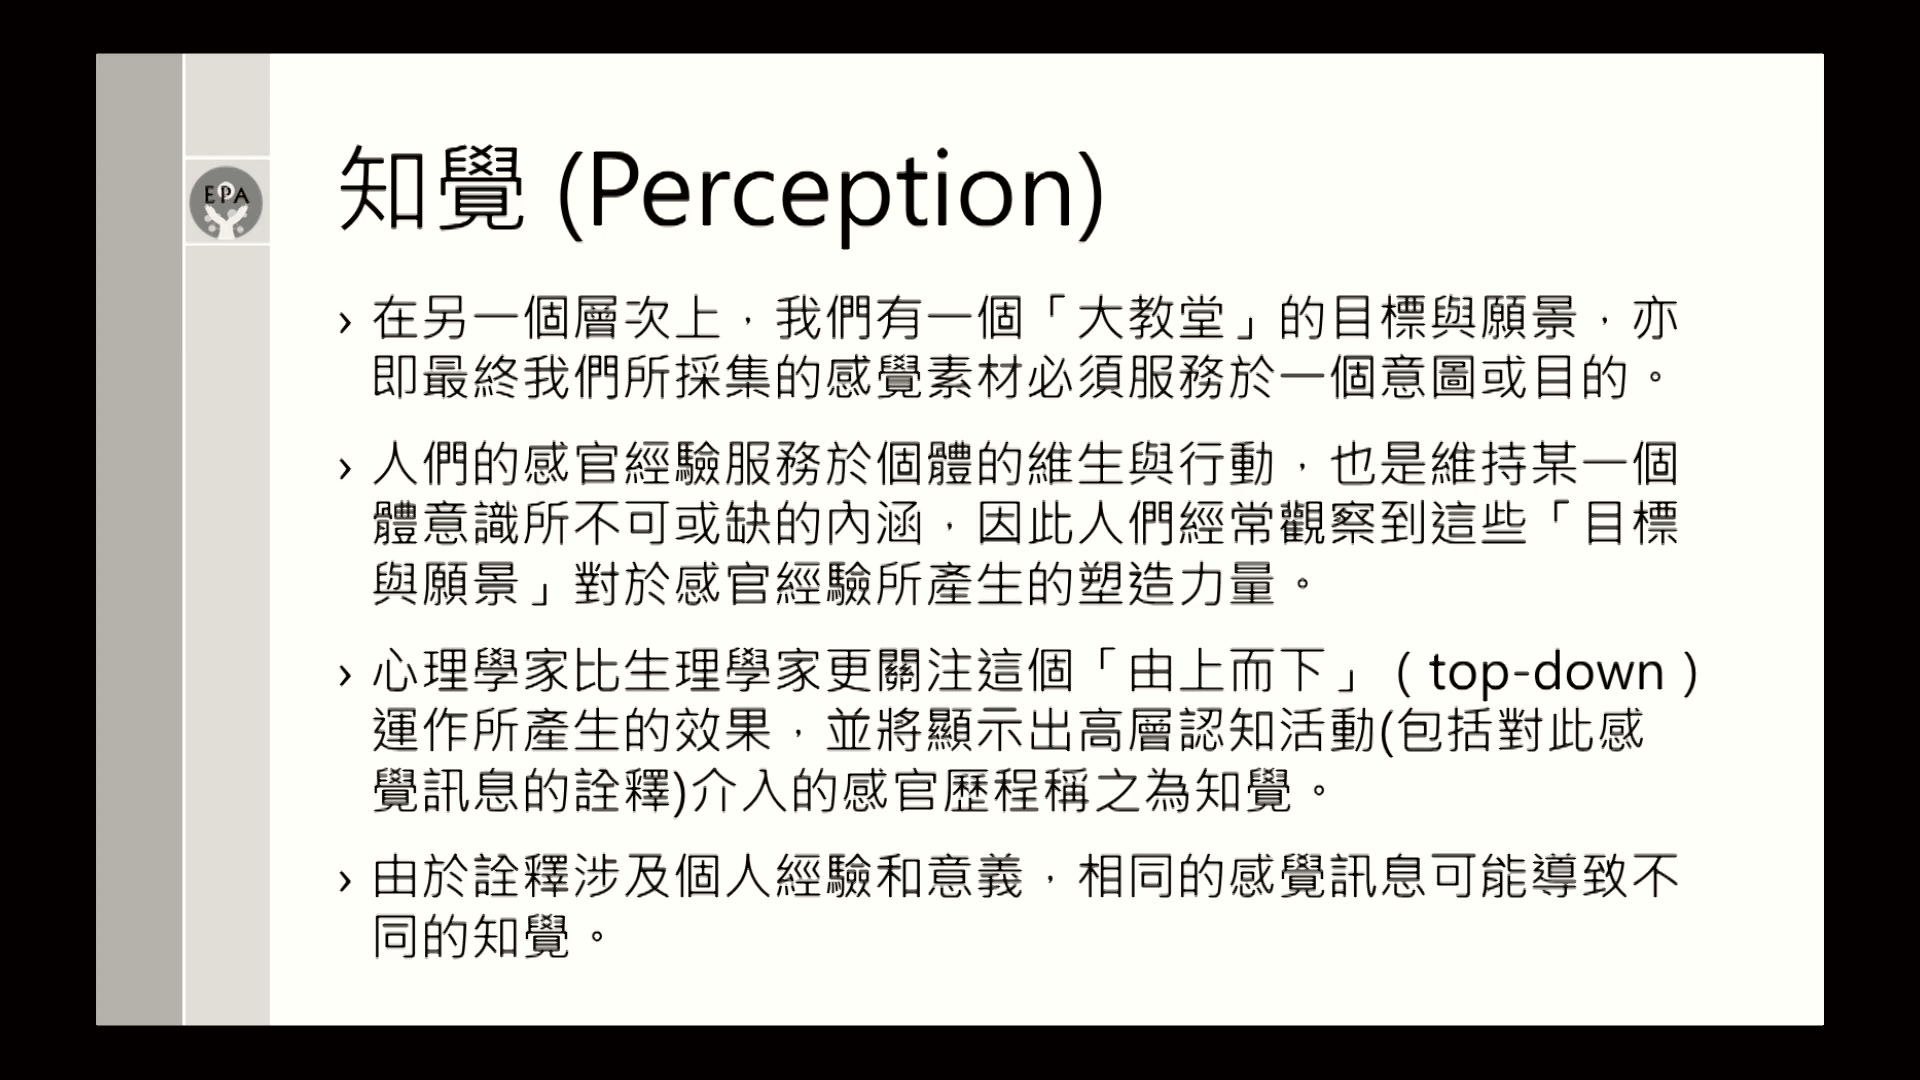 EPA
知覺 (Perception)
› 在另一個層次上，我們有一個「大教堂」的目標與願景，亦
即最終我們所採集的感覺素材必須服務於一個意圖或目的。
› 人們的感官經驗服務於個體的維生與行動，也是維持某一個
體意識所不可或缺的內涵，因此人們經常觀察到這些「目標
與願景」對於感官經驗所產生的塑造力量。
› 心理學家比生理學家更關注這個「由上而下」（top-down）
運作所產生的效果，並將顯示出高層認知活動(包括對此感
覺訊息的詮釋)介入的感官歷程稱之為知覺。
› 由於詮釋涉及個人經驗和意義，相同的感覺訊息可能導致不
同的知覺。